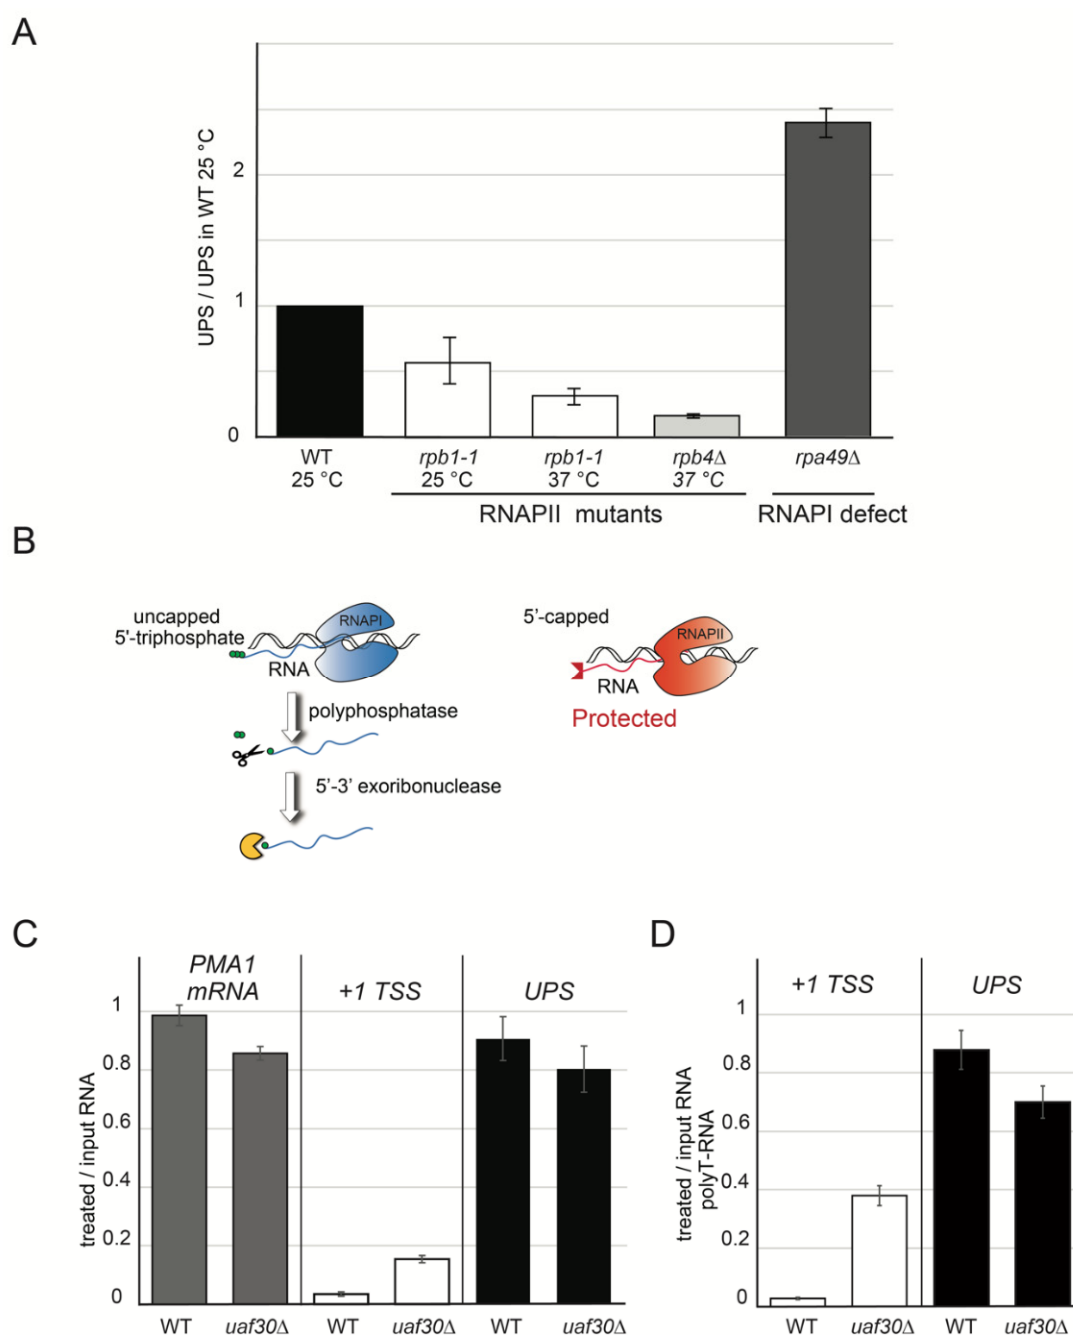 A
UPS / UPS in WT 25 °C
2
1
0
WT
25 °C
rpb1-1
25 °C
rpb1-1
37 °C
rpb4Δ
37 °C
rpa49Δ
RNAPII mutants
RNAPI defect
B
uncapped
5'-triphosphate
RNAPI
RNA
polyphosphatase
5'-3' exoribonuclease
5'-capped
RNAPII
RNA
Protected
C
treated / input RNA
1
0.8
0.6
0.4
0.2
0
PMA1
mRNA
+1 TSS
UPS
WT
uaf30Δ
WT
uaf30Δ
WT
uaf30Δ
D
treated / input RNA
polyT-RNA
1
0.8
0.6
0.4
0.2
0
+1 TSS
UPS
WT
uaf30Δ
WT
uaf30Δ